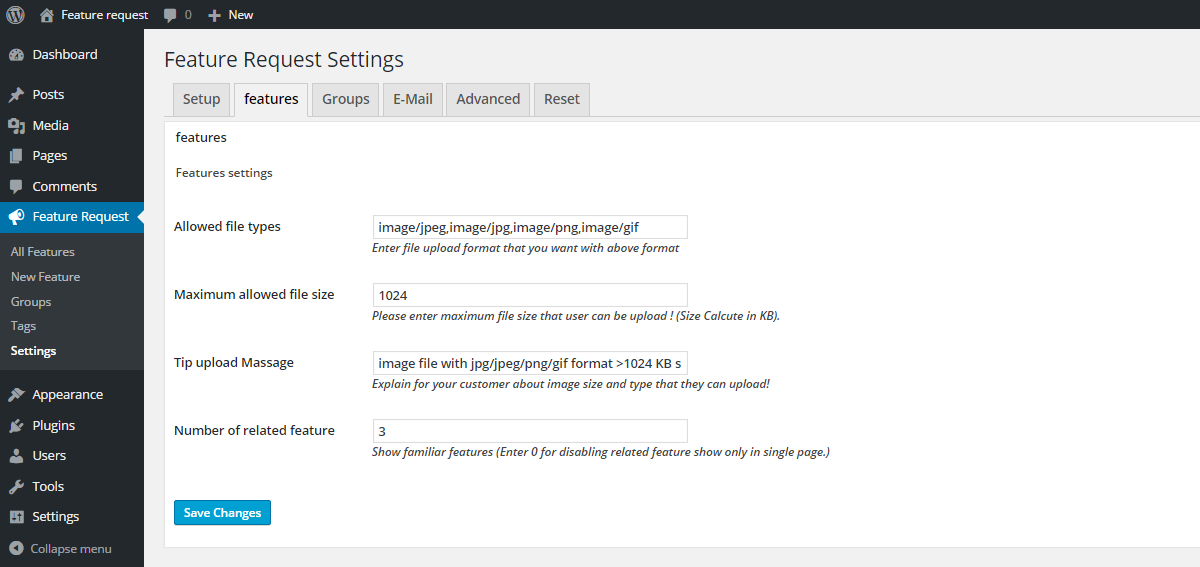 Feature request 0 New
Dashboard
Posts
Media
Pages
Comments
Feature Request
All Features
New Feature
Groups
Tags
Settings
Appearance
Plugins
Users
Tools
Settings
Collapse menu
Feature Request Settings
Setup features Groups E-Mail Advanced Reset
features
Features settings
Allowed file types image/jpeg,image/jpg,image/png,image/gif
Enter file upload format that you want with above format
Maximum allowed file size 1024
Please enter maximum file size that user can be upload ! (Size Calcute in KB).
Tip upload Massage image file with jpg/jpeg/png/gif format >1024 KB s
Explain for your customer about image size and type that they can upload!
Number of related feature 3
Show familiar features (Enter 0 for disabling related feature show only in single page.)
Save Changes